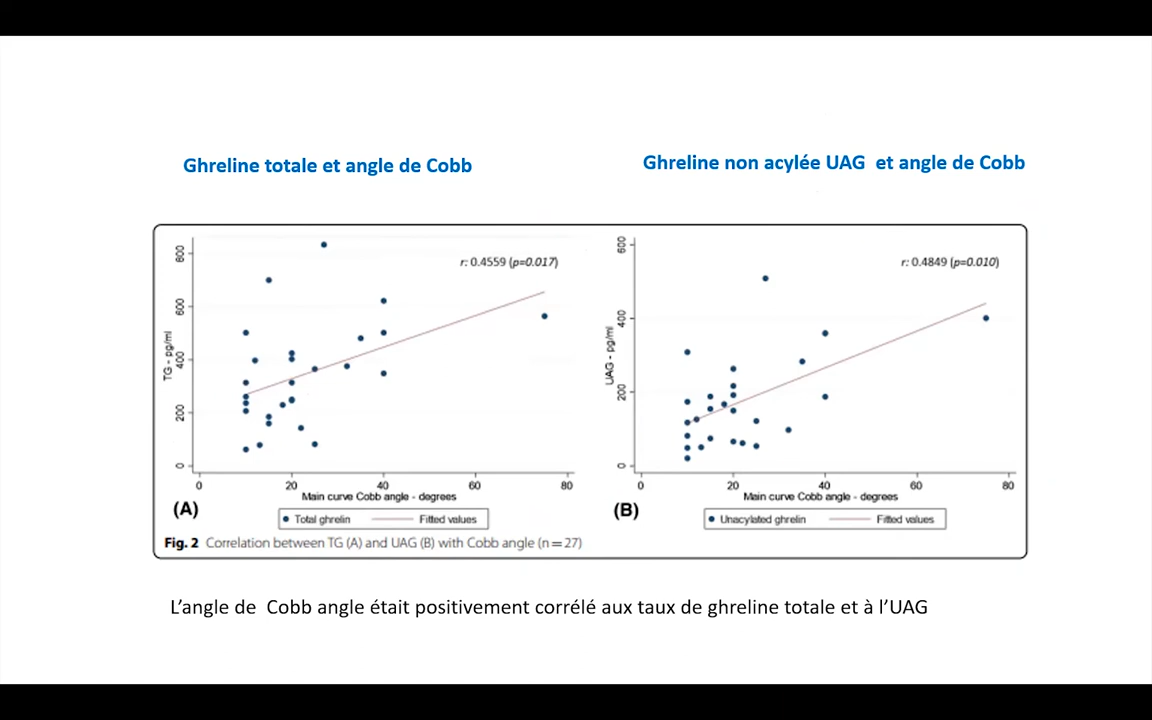 Ghreline totale et angle de Cobb
Ghreline non acylée UAG et angle de Cobb
r: 0.4559 (p=0.017)
TG - pg/ml
800
600
400
200
0
0 20 40 60 80
Main curve Cobb angle - degrees
(A)
Total ghrelin Fitted values
r: 0.4849 (p=0.010)
UAG - pg/ml
600
400
200
0
0 20 40 60 80
Main curve Cobb angle - degrees
(B)
Unacylated ghrelin Fitted values
Fig. 2 Correlation between TG (A) and UAG (B) with Cobb angle (n=27)
L’angle de Cobb angle était positivement corrélé aux taux de ghreline totale et à l’UAG